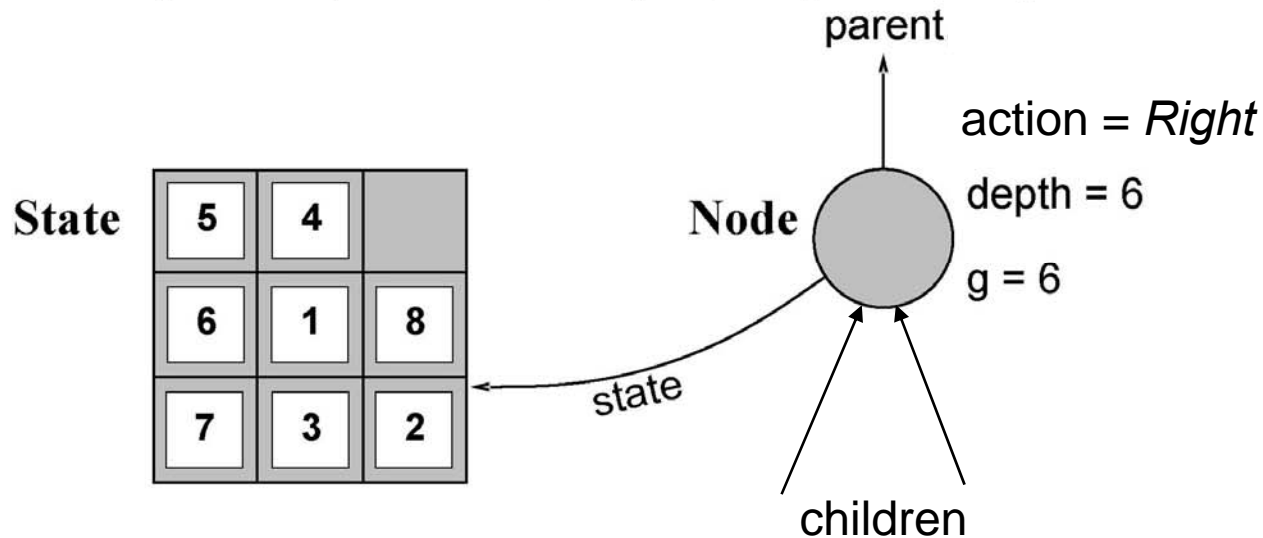 parent
action = Right
State
5 4
Node
depth = 6
6 1 8
g = 6
state
7 3 2
children